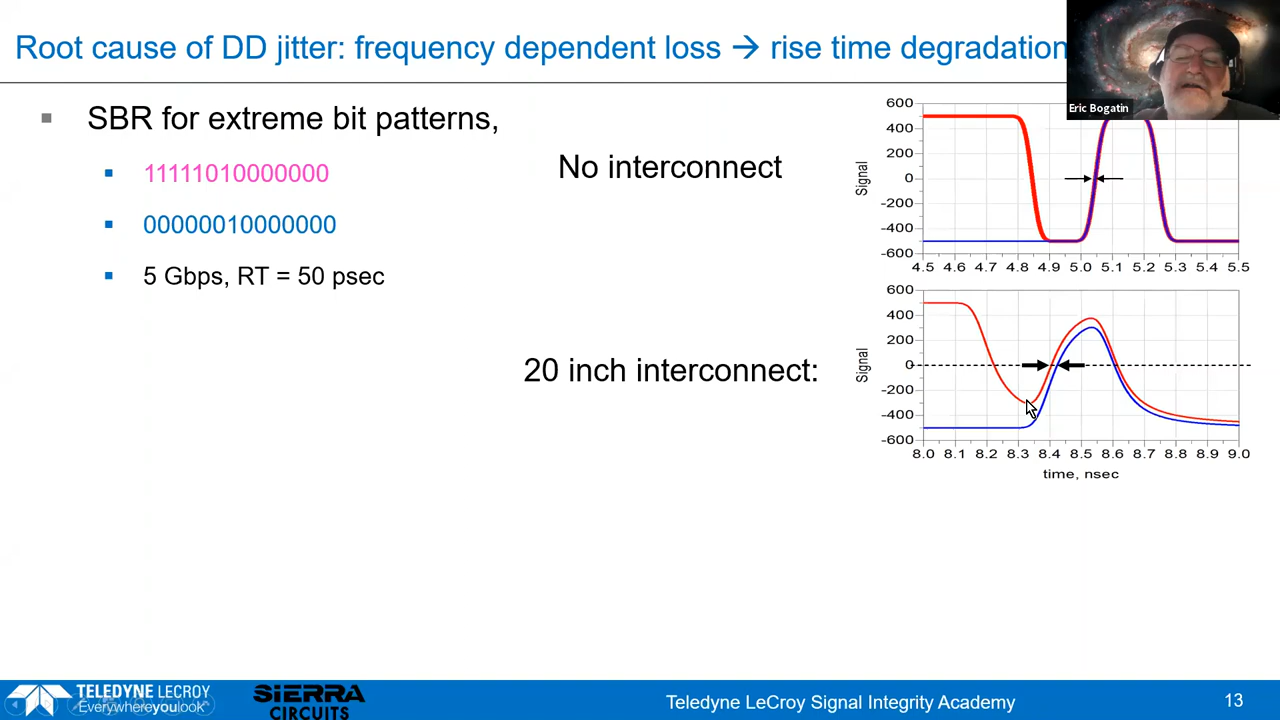 Root cause of DD jitter: frequency dependent loss → rise time degradation
Eric Bogatin
SBR for extreme bit patterns,
11111010000000
00000010000000
5 Gbps, RT = 50 psec
No interconnect
600
400
200
0
-200
-400
-600
Signal
4.5 4.6 4.7 4.8 4.9 5.0 5.1 5.2 5.3 5.4 5.5
20 inch interconnect:
600
400
200
0
-200
-400
-600
Signal
8.0 8.1 8.2 8.3 8.4 8.5 8.6 8.7 8.8 8.9 9.0
time, nsec
TELEDYNE LECROY
Everywhereyoulook
SIERRA
CIRCUITS
Teledyne LeCroy Signal Integrity Academy
13